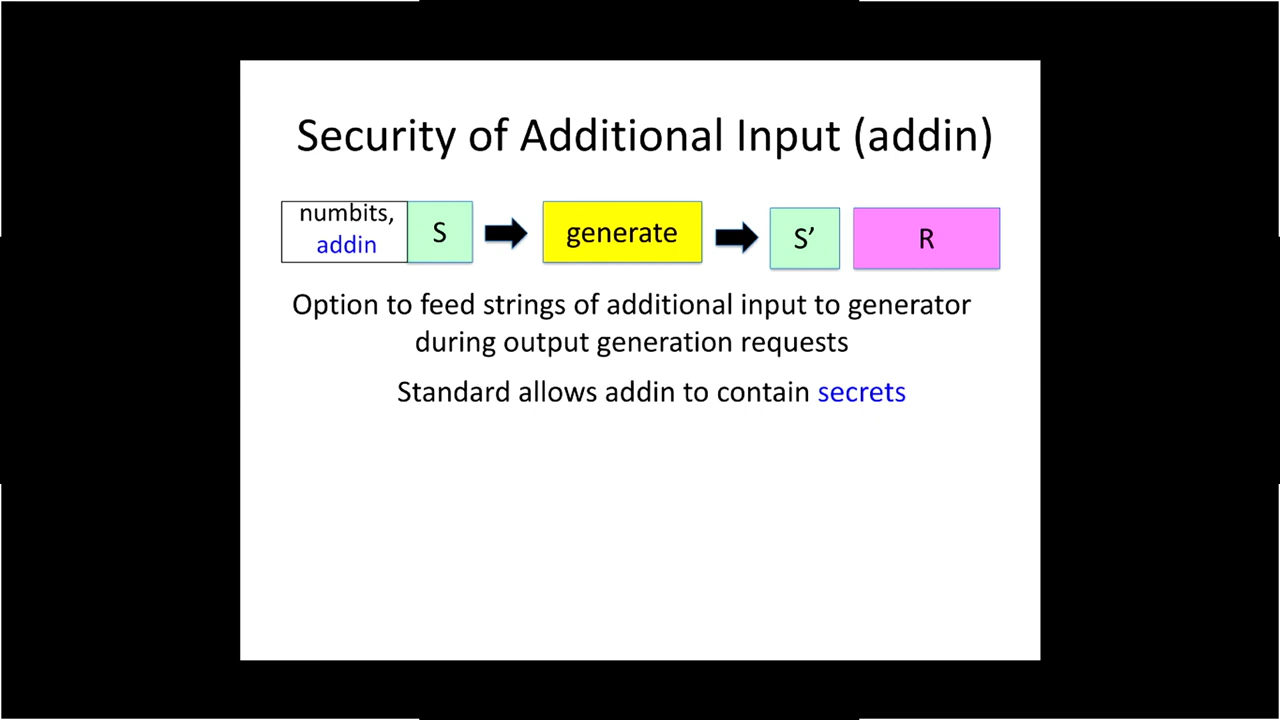 Security of Additional Input (addin)
numbits,
addin
S
generate
S’
R
Option to feed strings of additional input to generator
during output generation requests
Standard allows addin to contain secrets